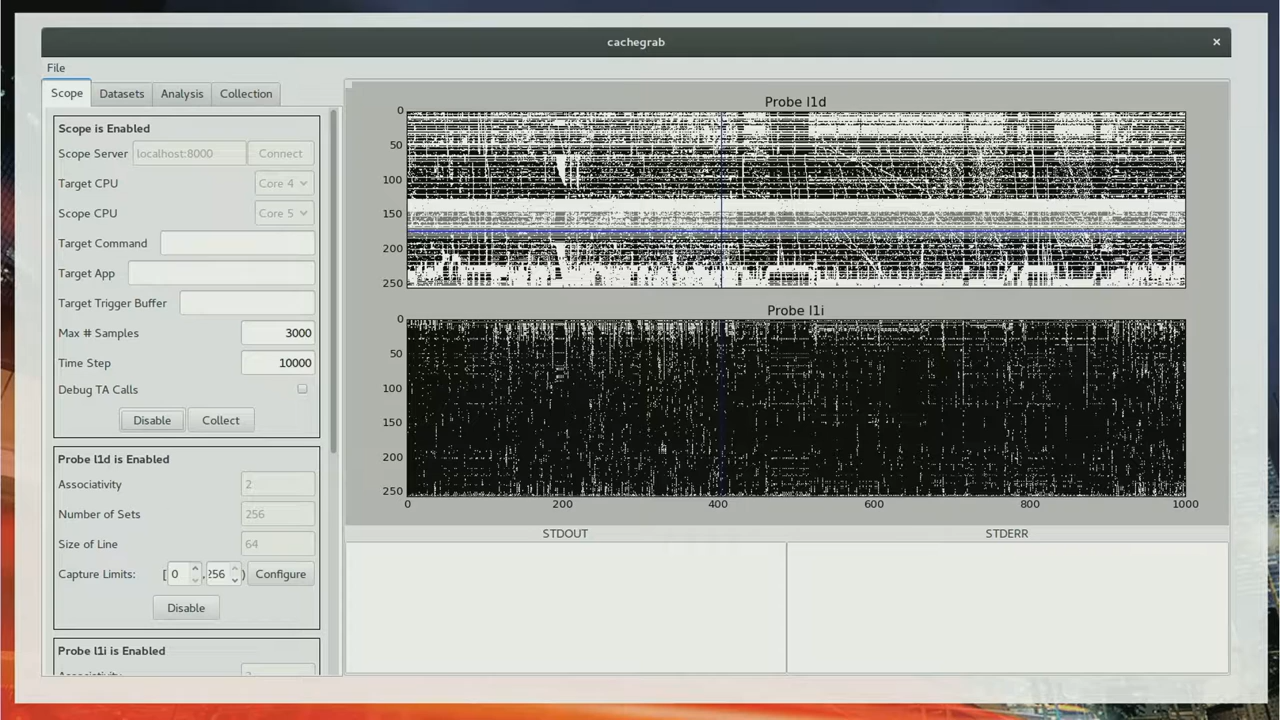 cachegrab
×
File
Scope Datasets Analysis Collection
Scope is Enabled
Scope Server localhost:8000 Connect
Target CPU Core 4
Scope CPU Core 5
Target Command
Target App
Target Trigger Buffer
Max # Samples 3000
Time Step 10000
Debug TA Calls
Disable Collect
Probe l1d is Enabled
Associativity 2
Number of Sets 256
Size of Line 64
Capture Limits: [ 0 , 256 ) Configure
Disable
Probe l1i is Enabled
Associativity
Probe l1d
0
50
100
150
200
250
Probe l1i
0
50
100
150
200
250
0 200 400 600 800 1000
STDOUT STDERR